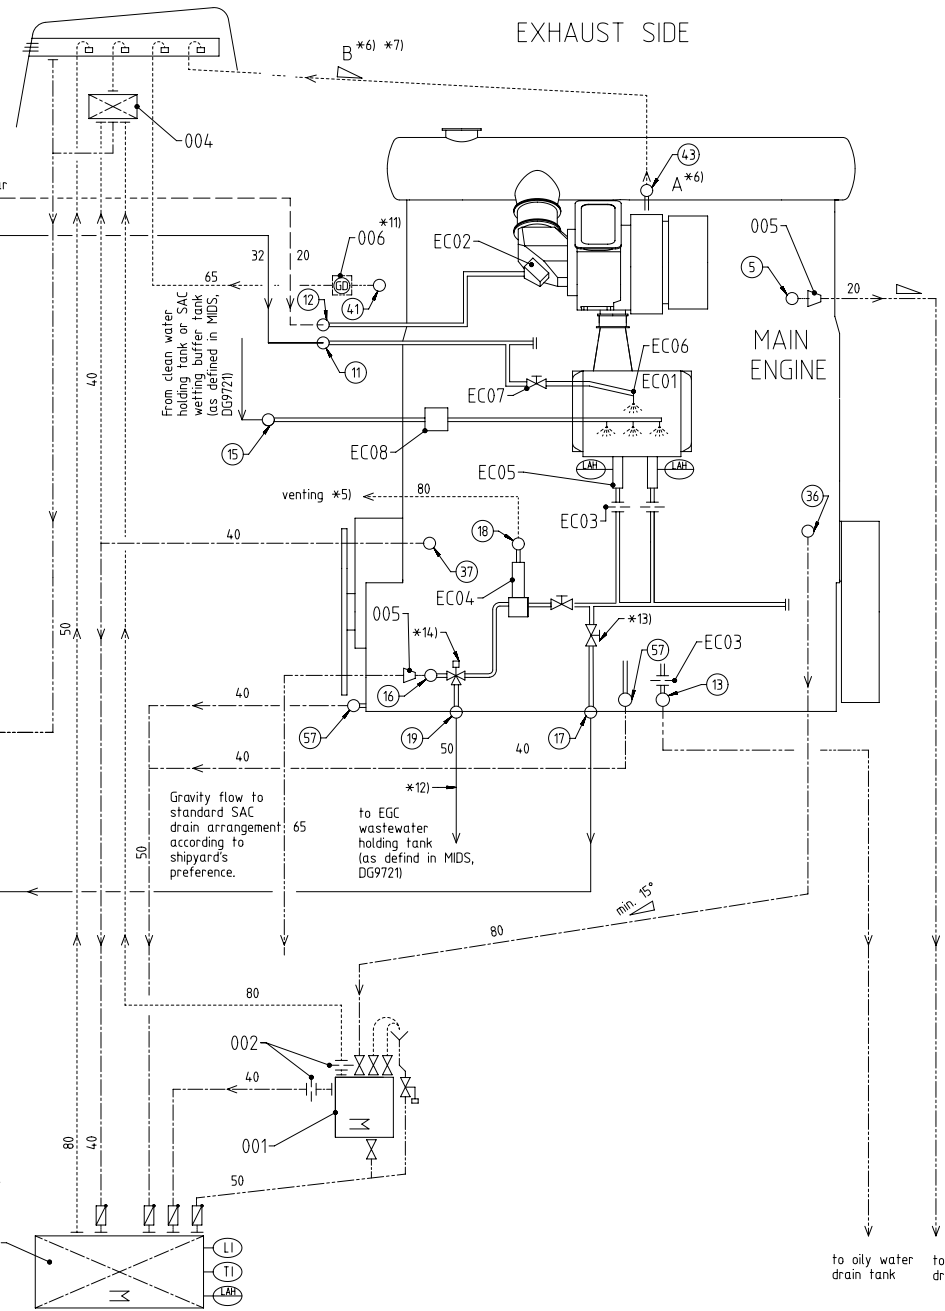 EXHAUST SIDE
B *6) *7)
004
43
A *6)
EC02
006 *11)
GD
32
20
65
12
41
005
5
20
MAIN
ENGINE
From clean water
holding tank or SAC
wetting buffer tank
(as defined in MIDS,
DG9721)
40
11
EC06
EC01
EC07
15
EC08
LAH
LAH
EC05
venting *5)
80
EC03
36
18
40
37
EC04
005
*14)
*13)
EC03
50
57
16
13
40
57
19
50
40
17
40
*12)
Gravity flow to
standard SAC
drain arrangement
according to
shipyard's
preference.
65
to EGC
wastewater
holding tank
(as defind in MIDS,
DG9721)
50
min. 15°
80
80
002
40
001
80
40
50
LI
TI
LAH
to oily water
drain tank
to
dr